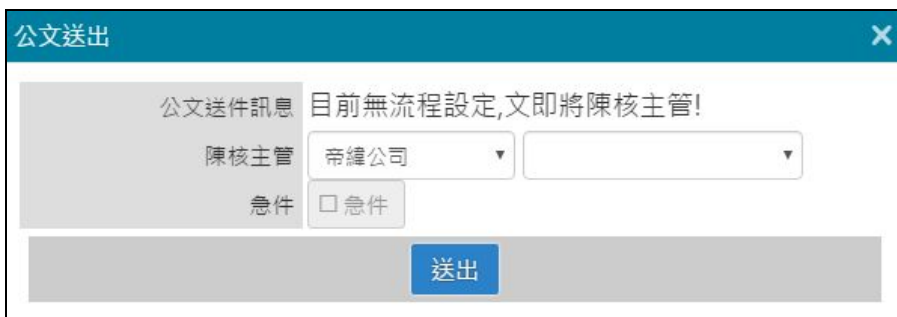 公文送出
公文送件訊息 目前無流程設定,文即將陳核主管!
陳核主管 帝緯公司
急件 急件
送出